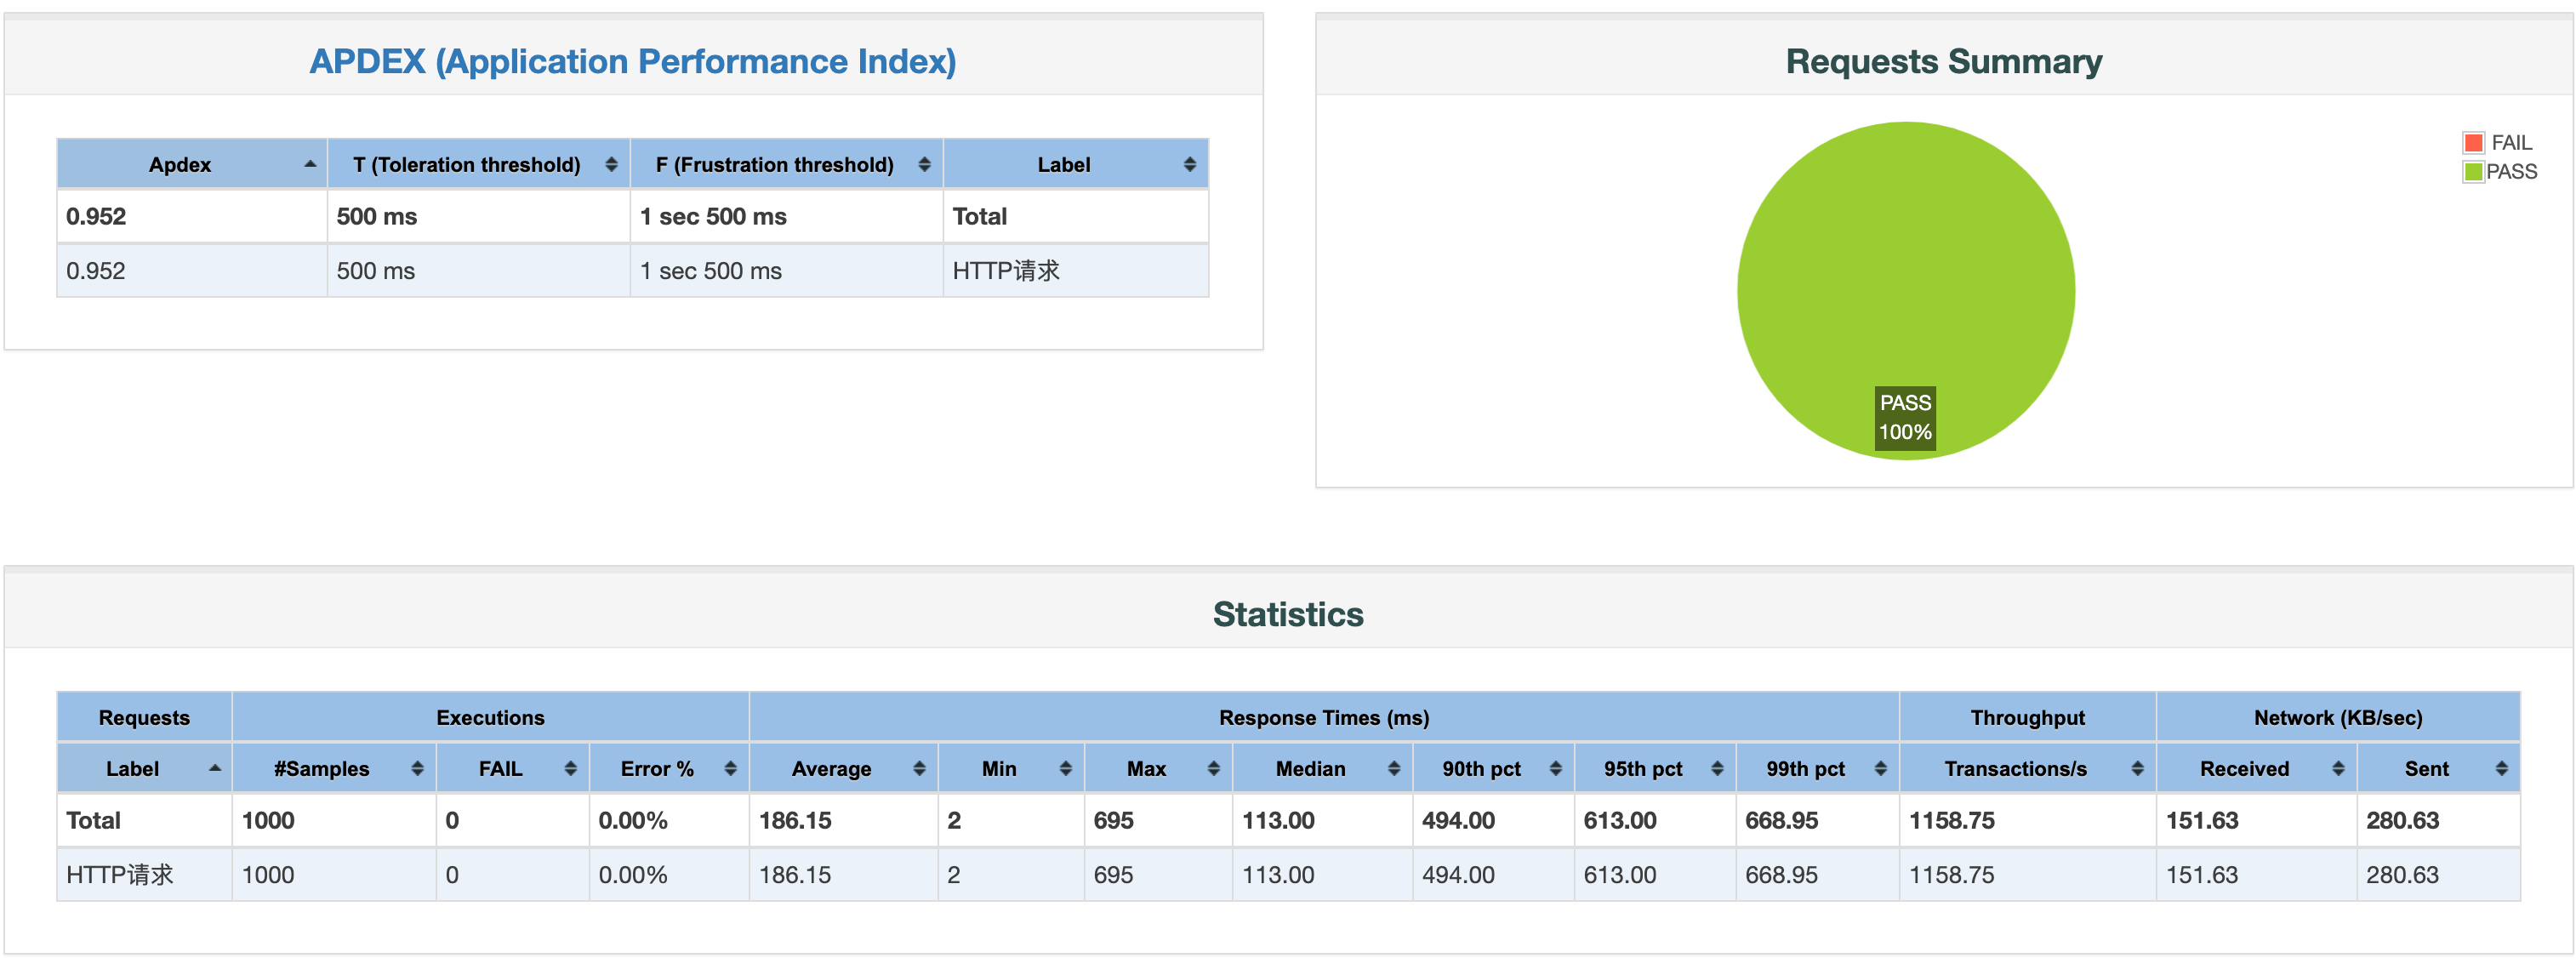 APDEX (Application Performance Index)
Apdex T (Toleration threshold) F (Frustration threshold) Label
0.952 500 ms 1 sec 500 ms Total
0.952 500 ms 1 sec 500 ms HTTP请求
Requests Summary
FAIL
PASS
PASS
100%
Statistics
Requests Executions Response Times (ms) Throughput Network (KB/sec)
Label #Samples FAIL Error % Average Min Max Median 90th pct 95th pct 99th pct Transactions/s Received Sent
Total 1000 0 0.00% 186.15 2 695 113.00 494.00 613.00 668.95 1158.75 151.63 280.63
HTTP请求 1000 0 0.00% 186.15 2 695 113.00 494.00 613.00 668.95 1158.75 151.63 280.63